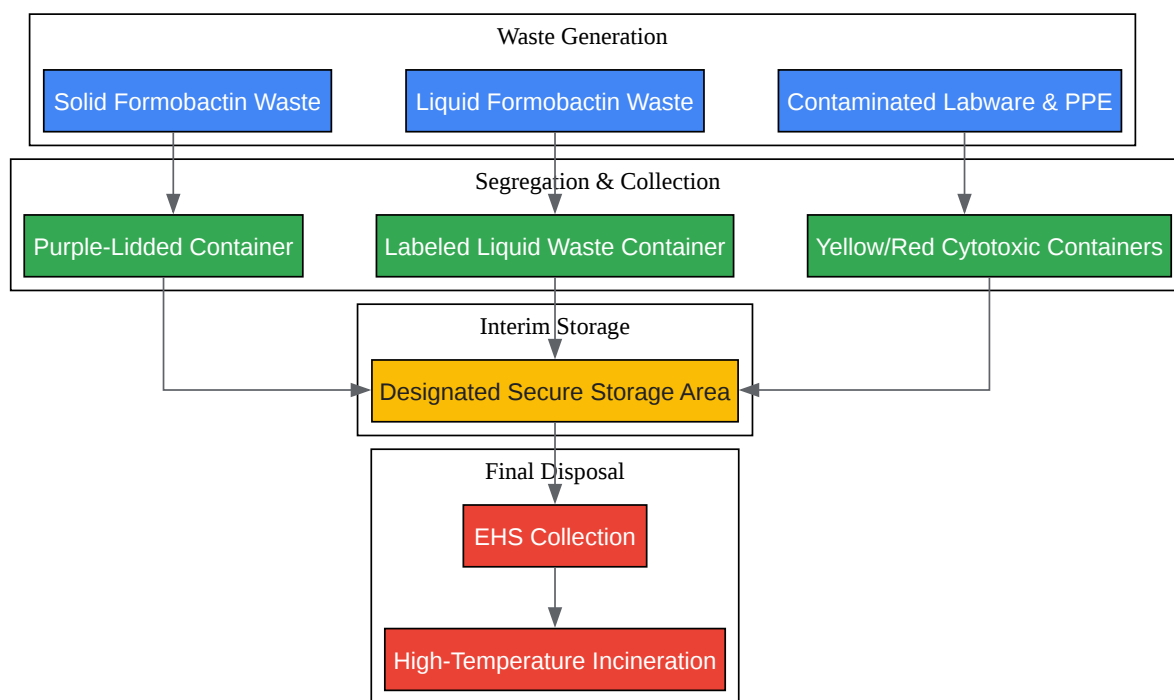 Waste Generation
Solid Formobactin Waste
Liquid Formobactin Waste
Contaminated Labware & PPE
Segregation & Collection
Purple-Lidded Container
Labeled Liquid Waste Container
Yellow/Red Cytotoxic Containers
Interim Storage
Designated Secure Storage Area
Final Disposal
EHS Collection
High-Temperature Incineration